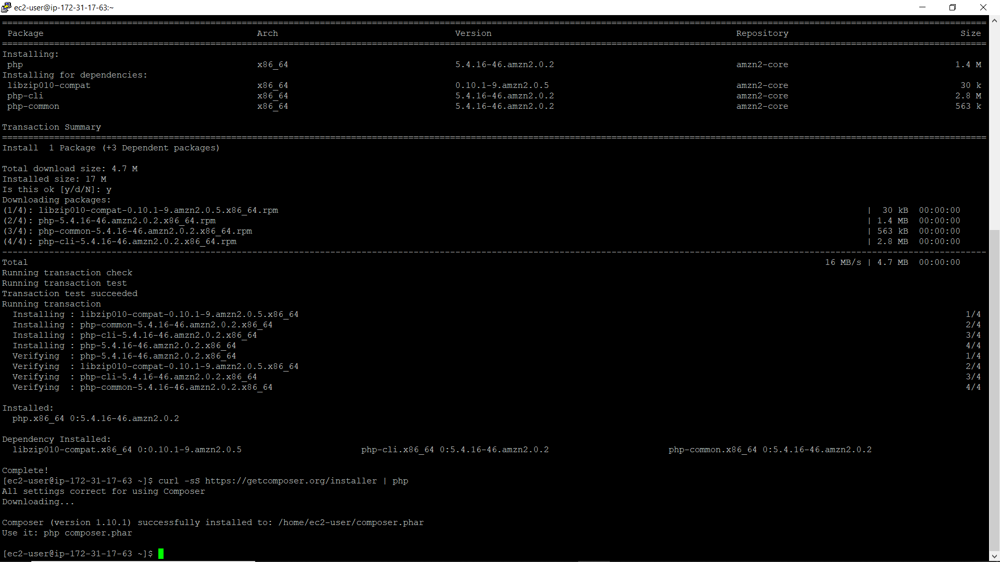 ec2-user@ip-172-31-17-63:~
Package Arch Version Repository Size
Installing:
php x86_64 5.4.16-46.amzn2.0.2 amzn2-core 1.4 M
Installing for dependencies:
libzip010-compat x86_64 0.10.1-9.amzn2.0.5 amzn2-core 30 k
php-cli x86_64 5.4.16-46.amzn2.0.2 amzn2-core 2.8 M
php-common x86_64 5.4.16-46.amzn2.0.2 amzn2-core 563 k
Transaction Summary
Install 1 Package (+3 Dependent packages)
Total download size: 4.7 M
Installed size: 17 M
Is this ok [y/d/N]: y
Downloading packages:
(1/4): libzip010-compat-0.10.1-9.amzn2.0.5.x86_64.rpm | 30 kB 00:00:00
(2/4): php-5.4.16-46.amzn2.0.2.x86_64.rpm | 1.4 MB 00:00:00
(3/4): php-common-5.4.16-46.amzn2.0.2.x86_64.rpm | 563 kB 00:00:00
(4/4): php-cli-5.4.16-46.amzn2.0.2.x86_64.rpm | 2.8 MB 00:00:00
Total 16 MB/s | 4.7 MB 00:00:00
Running transaction check
Running transaction test
Transaction test succeeded
Running transaction
Installing : libzip010-compat-0.10.1-9.amzn2.0.5.x86_64 1/4
Installing : php-common-5.4.16-46.amzn2.0.2.x86_64 2/4
Installing : php-cli-5.4.16-46.amzn2.0.2.x86_64 3/4
Installing : php-5.4.16-46.amzn2.0.2.x86_64 4/4
Verifying : php-5.4.16-46.amzn2.0.2.x86_64 1/4
Verifying : libzip010-compat-0.10.1-9.amzn2.0.5.x86_64 2/4
Verifying : php-cli-5.4.16-46.amzn2.0.2.x86_64 3/4
Verifying : php-common-5.4.16-46.amzn2.0.2.x86_64 4/4
Installed:
php.x86_64 0:5.4.16-46.amzn2.0.2
Dependency Installed:
libzip010-compat.x86_64 0:0.10.1-9.amzn2.0.5 php-cli.x86_64 0:5.4.16-46.amzn2.0.2 php-common.x86_64 0:5.4.16-46.amzn2.0.2
Complete!
[ec2-user@ip-172-31-17-63 ~]$ curl -sS https://getcomposer.org/installer | php
All settings correct for using Composer
Downloading...
Composer (version 1.10.1) successfully installed to: /home/ec2-user/composer.phar
Use it: php composer.phar
[ec2-user@ip-172-31-17-63 ~]$